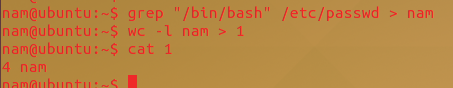 nam@ubuntu:~$ grep "/bin/bash" /etc/passwd > nam
nam@ubuntu:~$ wc -l nam > 1
nam@ubuntu:~$ cat 1
4 nam
nam@ubuntu:~$